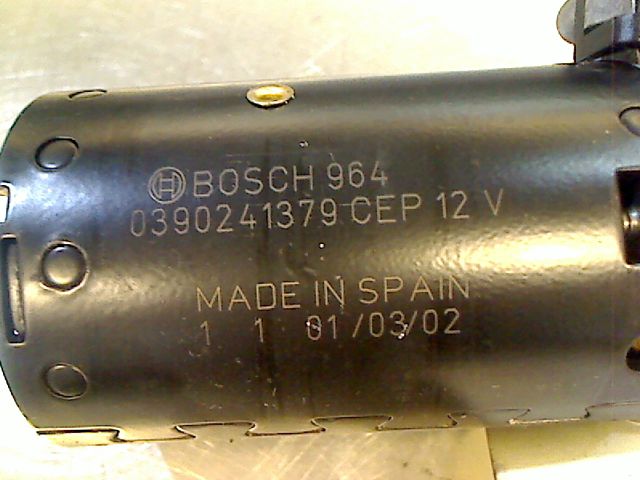 BOSCH 964
0390241379 CEP 12 V
MADE IN SPAIN
1 1 01/03/02